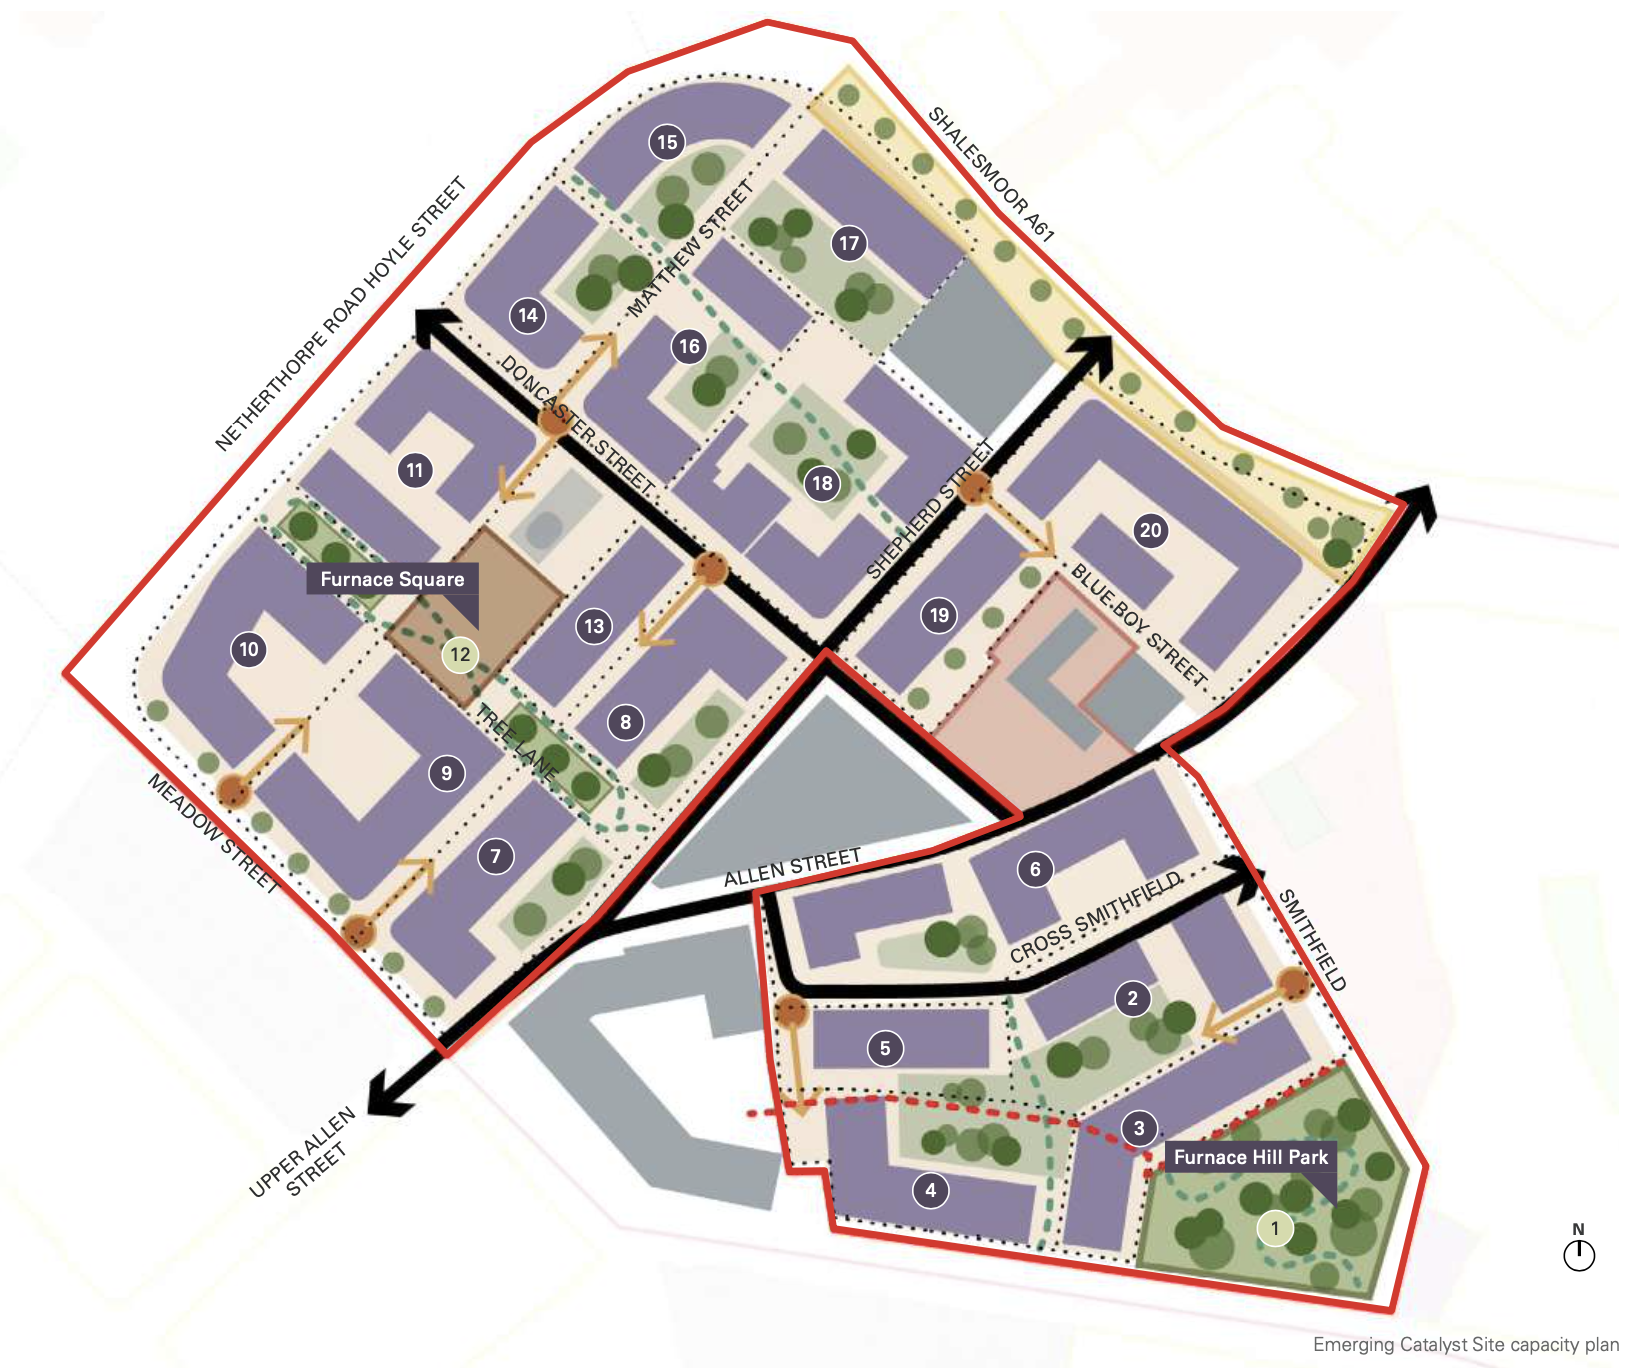 SHALESMOOR A61
NETHERTHORPE ROAD HOYLE STREET
15
MATTHEW STREET
17
14
16
DONCASTER STREET
11
18
SHEPHERD STREET
20
Furnace Square
BLUE BOY STREET
13
19
12
10
TREE LANE
8
9
MEADOW STREET
7
ALLEN STREET
6
CROSS SMITHFIELD
SMITHFIELD
2
5
3
Furnace Hill Park
UPPER ALLEN
STREET
4
1
N
Emerging Catalyst Site capacity plan